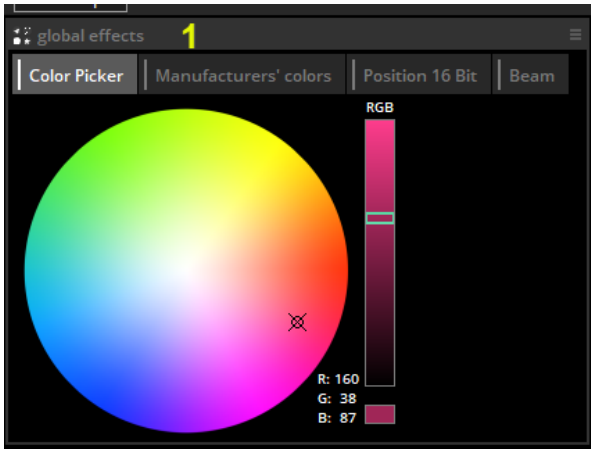 global effects 1
Color Picker Manufacturers' colors Position 16 Bit Beam
RGB
R: 160
G: 38
B: 87